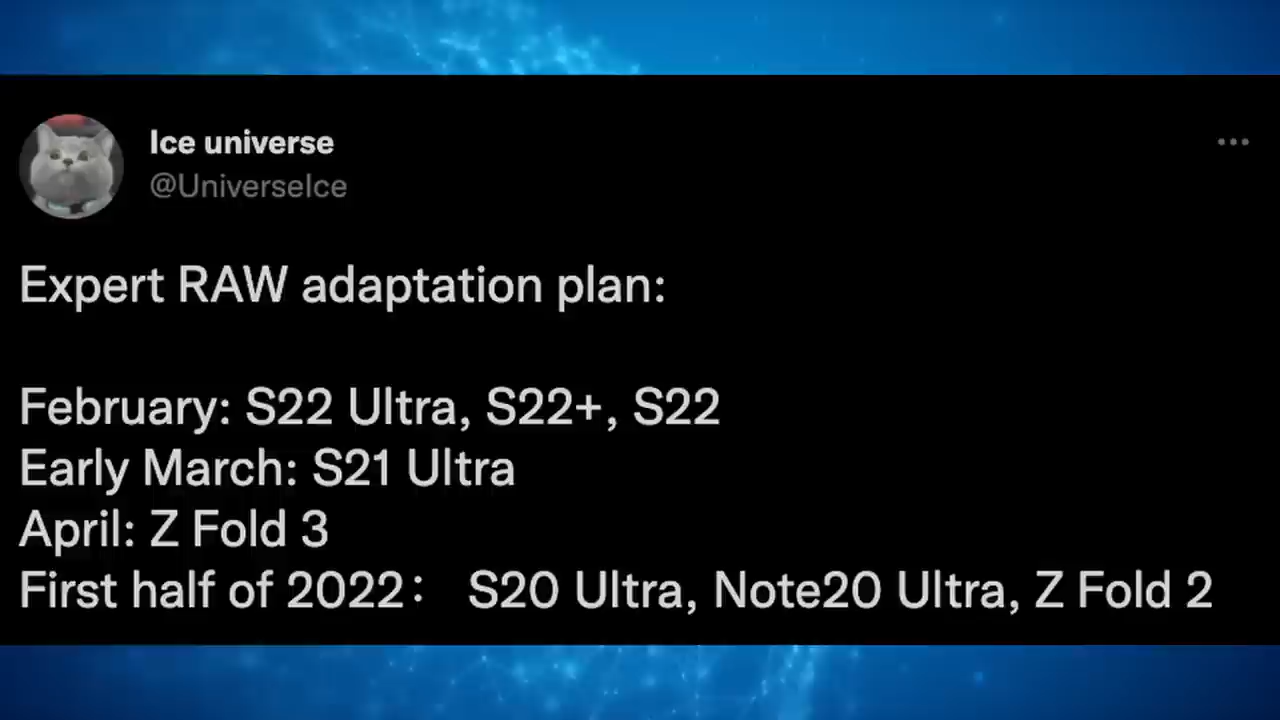 Ice universe
@UniverseIce
Expert RAW adaptation plan:
February: S22 Ultra, S22+, S22
Early March: S21 Ultra
April: Z Fold 3
First half of 2022： S20 Ultra, Note20 Ultra, Z Fold 2